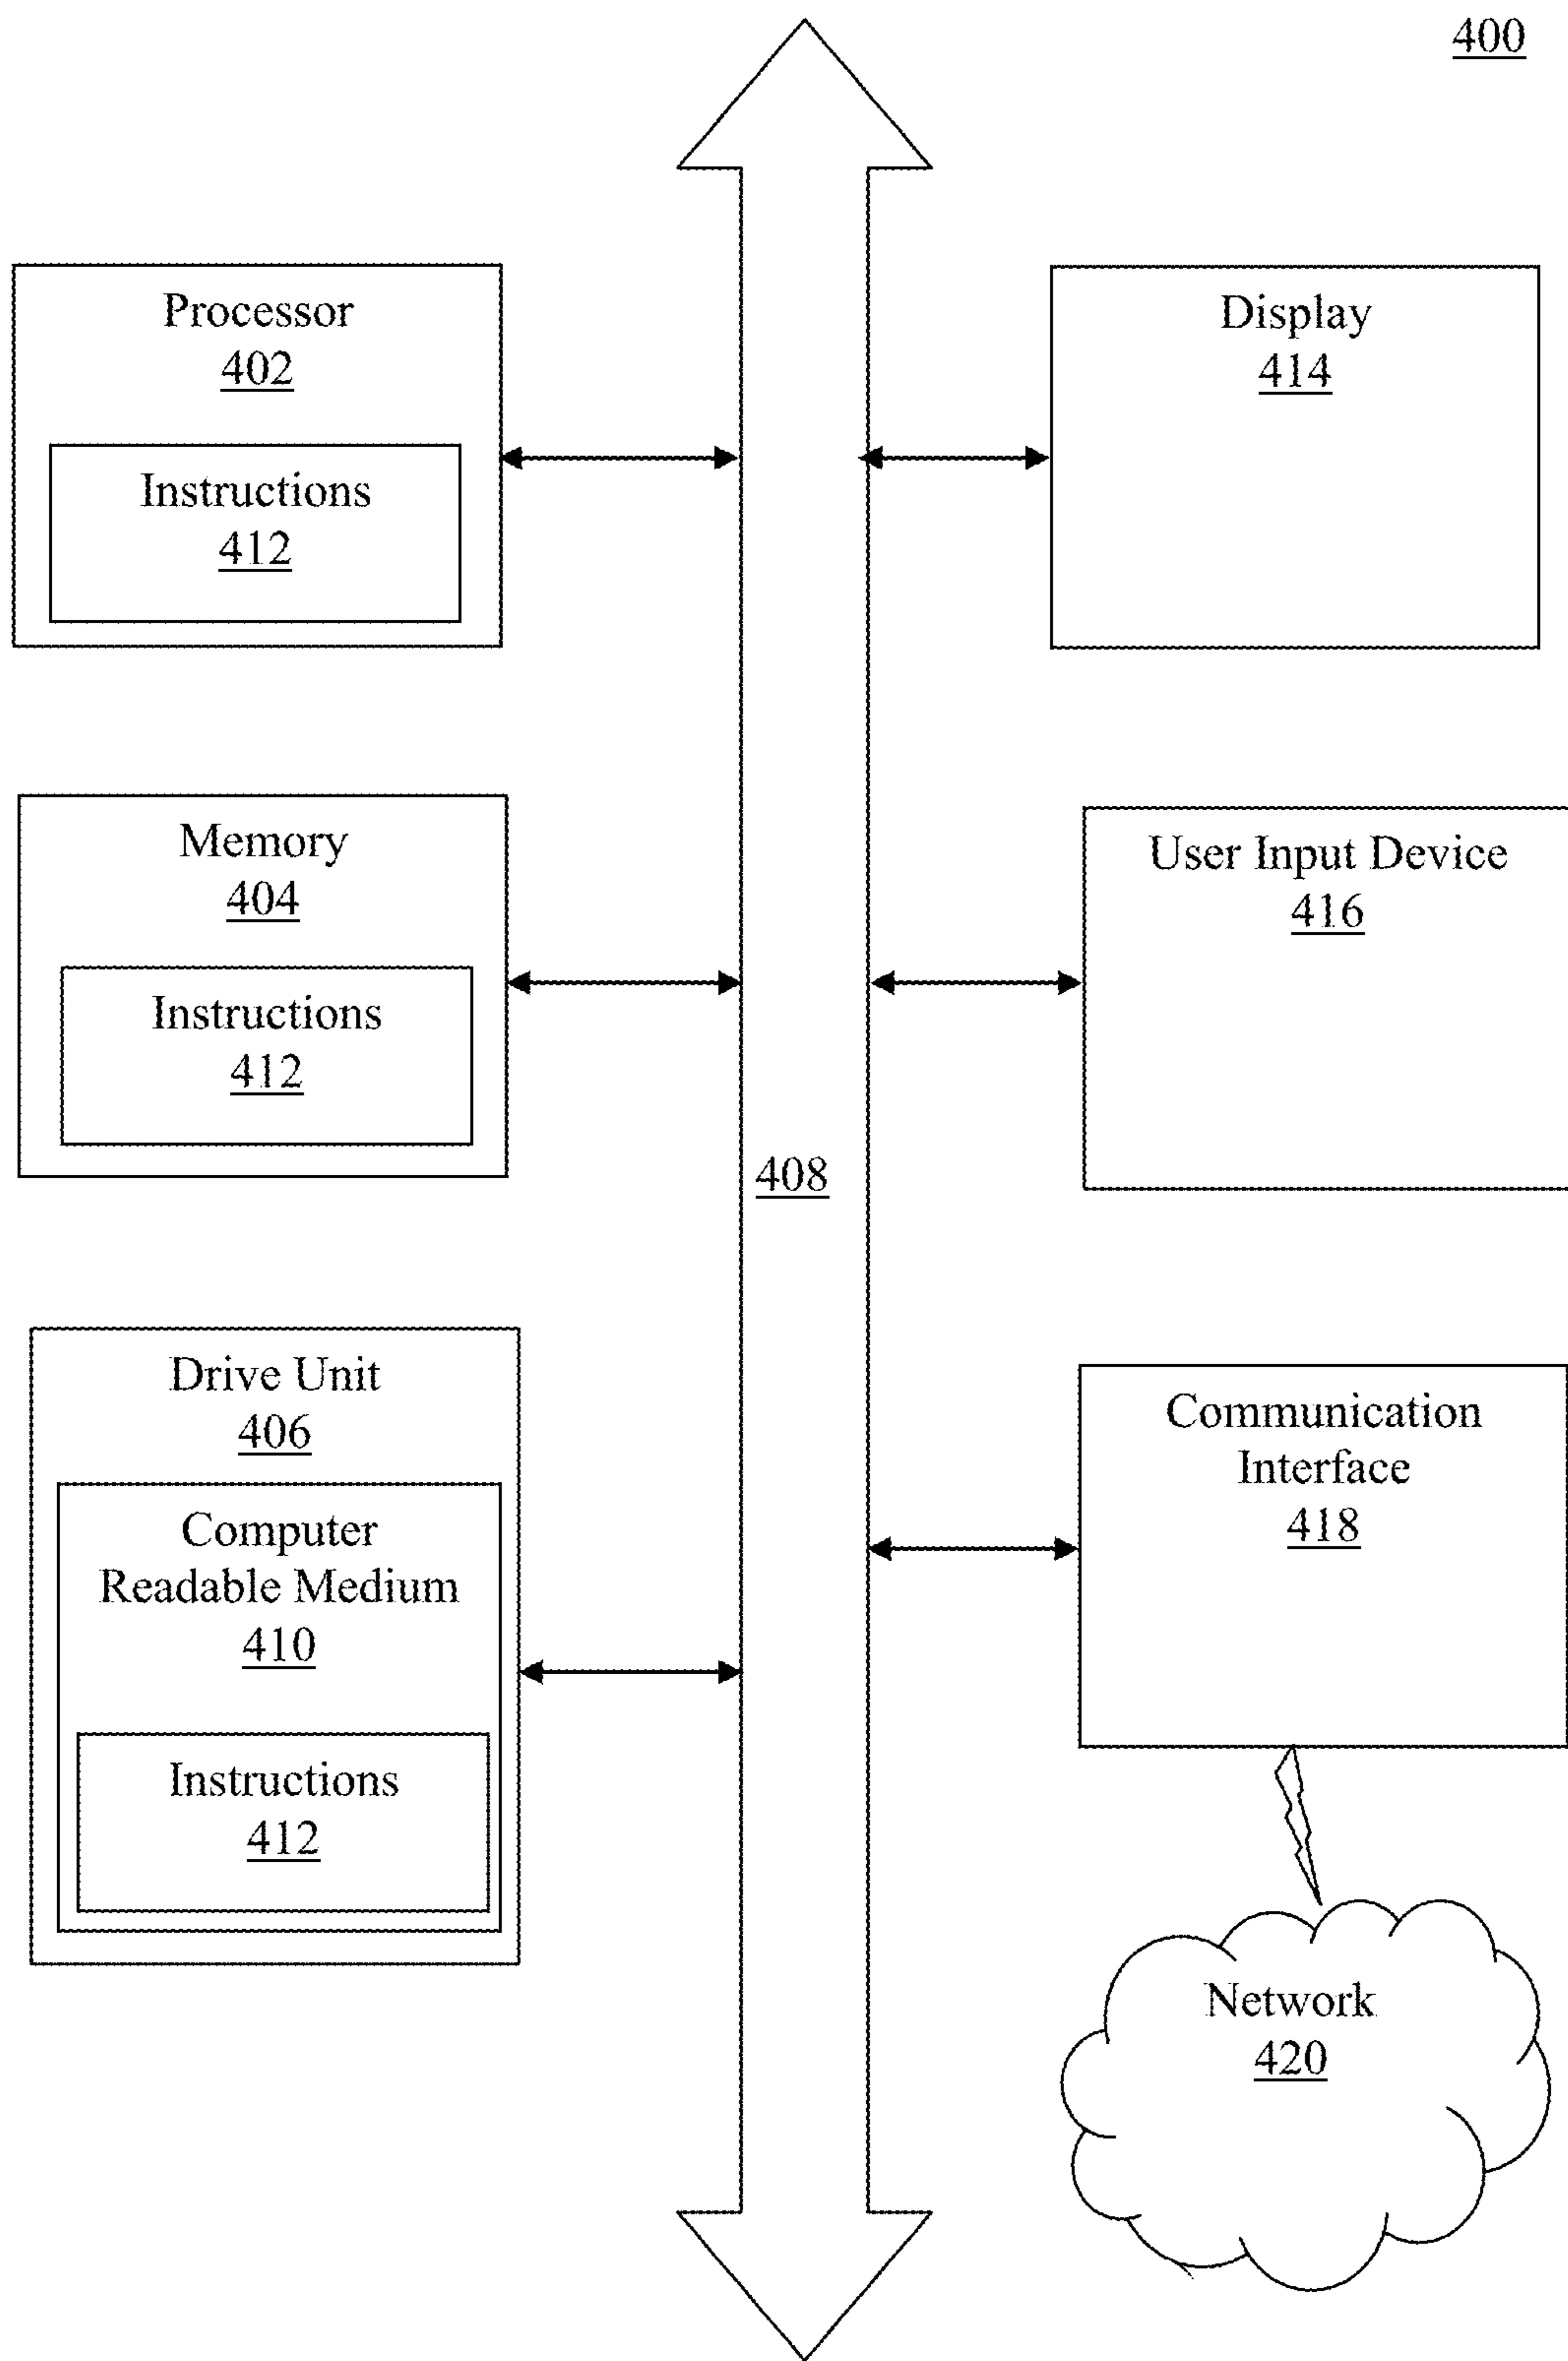 400
Processor
402
Instructions
412
Memory
404
Instructions
412
Drive Unit
406
Computer
Readable Medium
410
Instructions
412
408
Display
414
User Input Device
416
Communication
Interface
418
Network
420